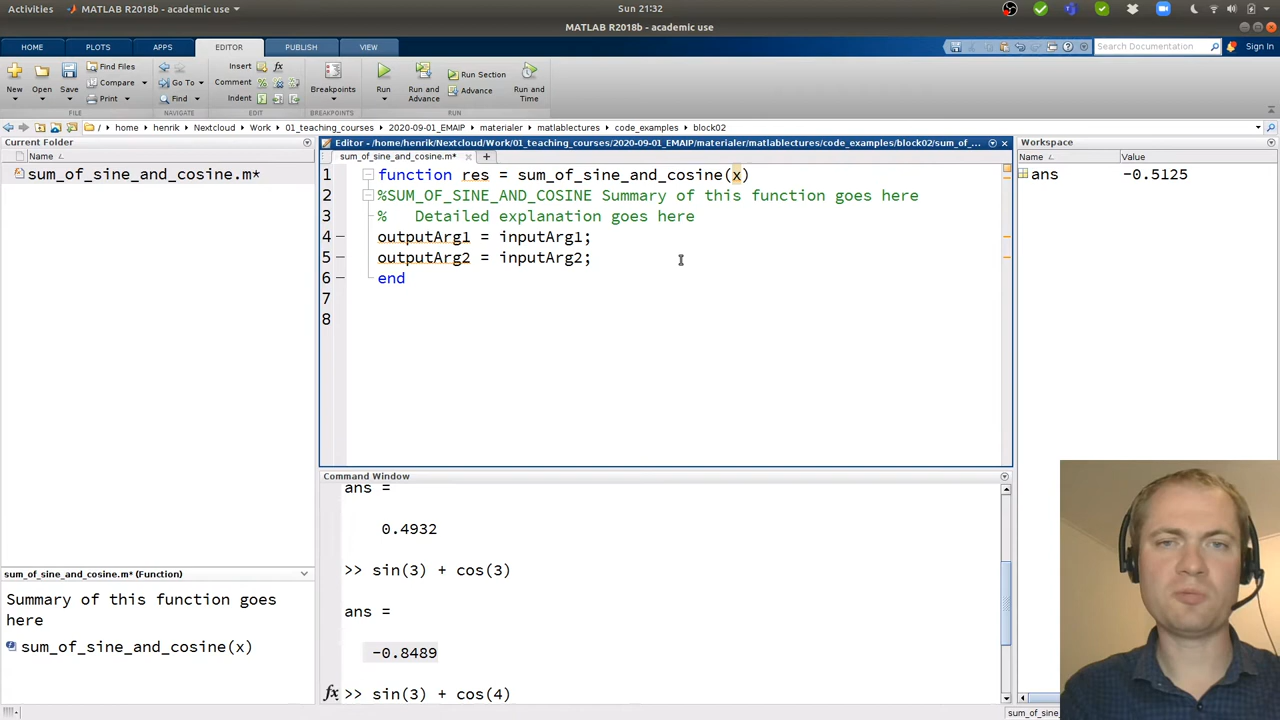 Activities MATLAB R2018b - academic use Sun 21:32
MATLAB R2018b - academic use
HOME PLOTS APPS EDITOR PUBLISH VIEW Search Documentation Sign In
New Open Save Find Files Compare Print Go To Find Insert fx Comment Indent Breakpoints Run Run and Advance Run Section Advance Run and Time
FILE NAVIGATE EDIT BREAKPOINTS RUN
/ home henrik Nextcloud Work 01_teaching_courses 2020-09-01_EMAIP materialer matlablectures code_examples block02
Current Folder
Name
sum_of_sine_and_cosine.m*
Editor - /home/henrik/Nextcloud/Work/01_teaching_courses/2020-09-01_EMAIP/materialer/matlablectures/code_examples/block02/sum_of_...
sum_of_sine_and_cosine.m* +
1 function res = sum_of_sine_and_cosine(x)
2 %SUM_OF_SINE_AND_COSINE Summary of this function goes here
3 % Detailed explanation goes here
4 outputArg1 = inputArg1;
5 outputArg2 = inputArg2;
6 end
7
8
Workspace
Name Value
ans -0.5125
Command Window
ans =
0.4932
>> sin(3) + cos(3)
ans =
-0.8489
fx >> sin(3) + cos(4)
sum_of_sine_and_cosine.m* (Function)
Summary of this function goes
here
sum_of_sine_and_cosine(x)
sum_of_sine